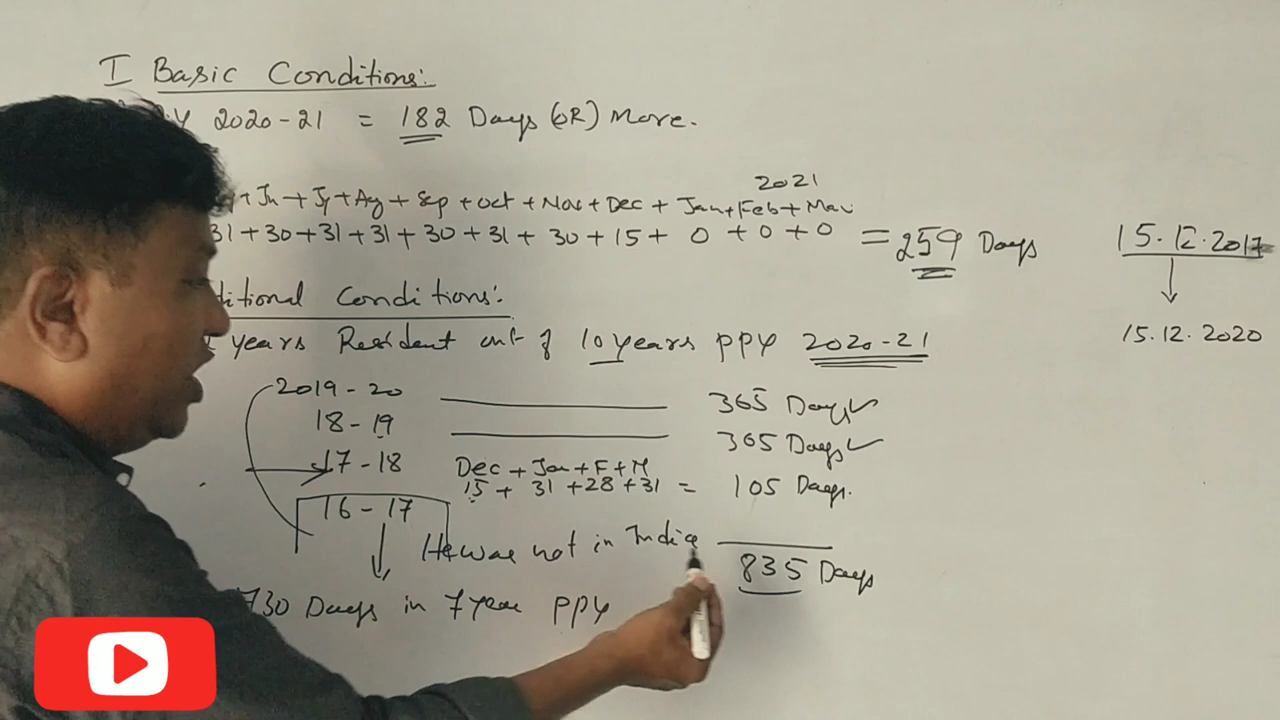 I Basic Conditions:
2020-21 = 182 Days (OR) More.
2021
+ Jn + Jy + Ag + Sep + Oct + Nov + Dec + Jan + Feb + Mar
31 + 30 + 31 + 31 + 30 + 31 + 30 + 15 + 0 + 0 + 0 = 259 Days
15.12.2017
15.12.2020
Conditions:
years Resident out of 10 years PPY 2020-21
2019-20 365 Days
18-19 365 Days
17-18 Dec + Jan + F + M
15 + 31 + 28 + 31 = 105 Days.
16-17
He was not in India
835 Days
730 Days in 7 year PPY